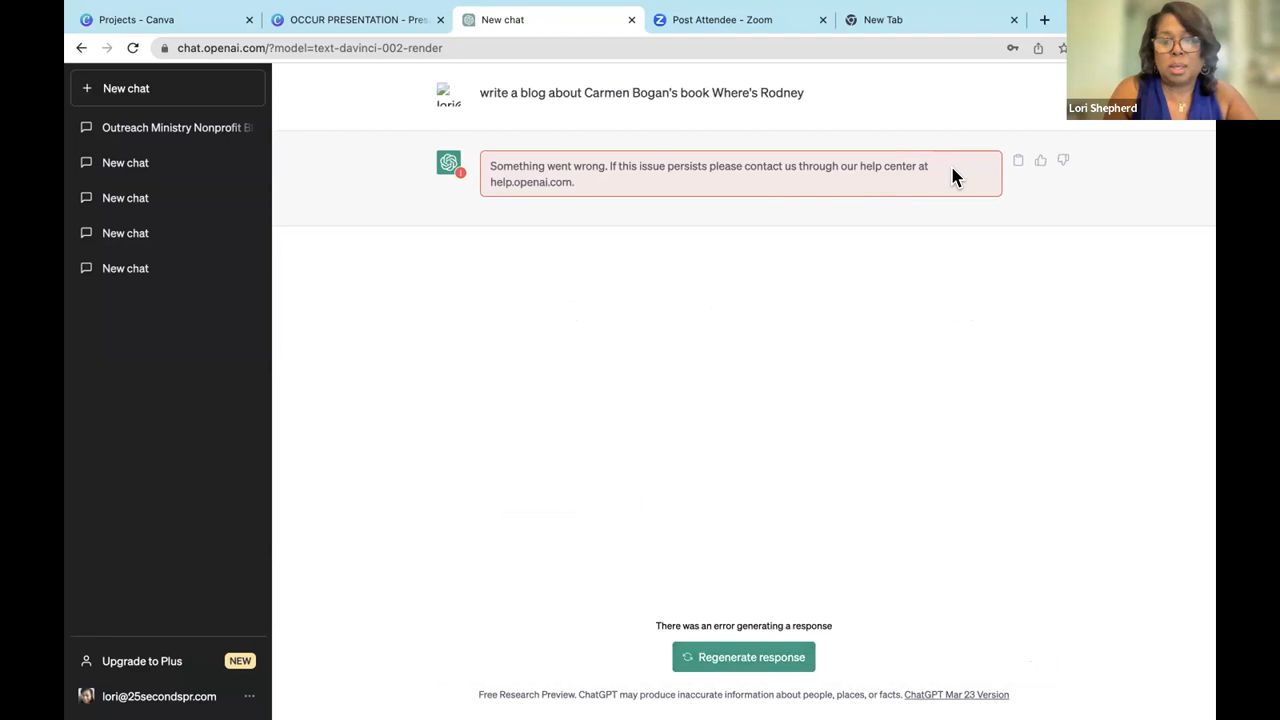 Projects - Canva
OCCUR PRESENTATION - Pres
New chat
Post Attendee - Zoom
New Tab
chat.openai.com/?model=text-davinci-002-render
Lori Shepherd
New chat
Outreach Ministry Nonprofit
New chat
New chat
New chat
New chat
write a blog about Carmen Bogan's book Where's Rodney
Something went wrong. If this issue persists please contact us through our help center at
help.openai.com.
There was an error generating a response
Regenerate response
Upgrade to Plus
NEW
lori@25secondspr.com
Free Research Preview. ChatGPT may produce inaccurate information about people, places, or facts. ChatGPT Mar 23 Version